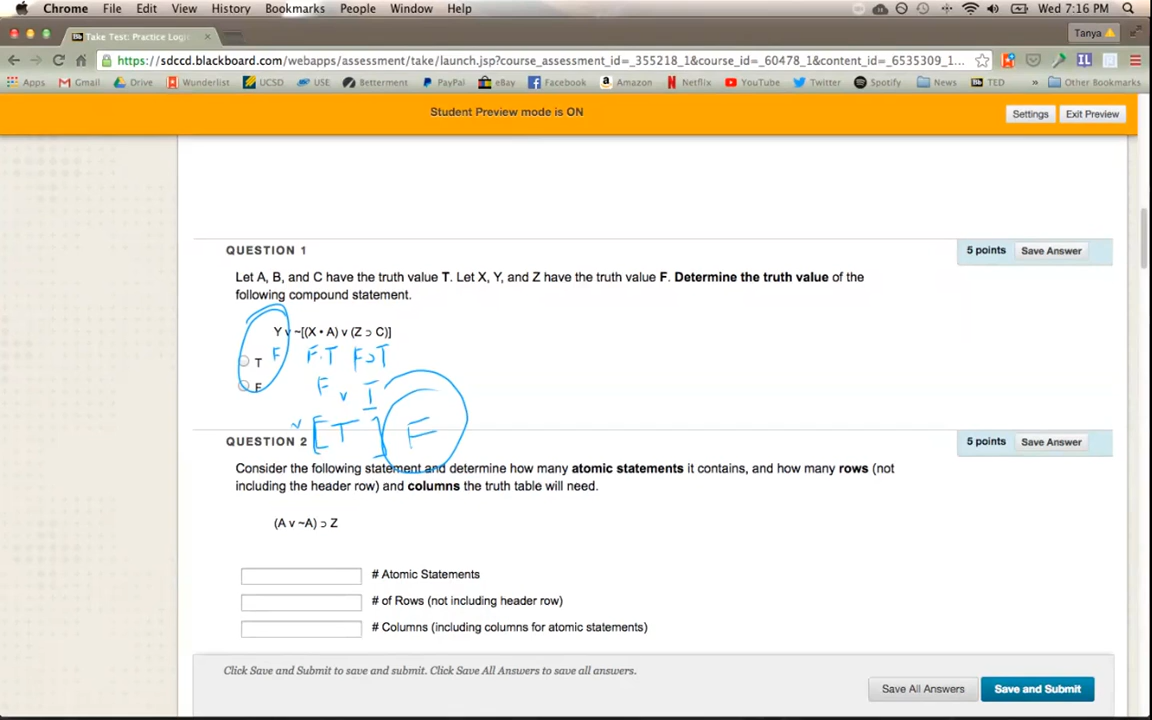 Chrome File Edit View History Bookmarks People Window Help Wed 7:16 PM
Take Test: Practice Logic Tanya
https://sdccd.blackboard.com/webapps/assessment/take/launch.jsp?course_assessment_id=_355218_1&course_id=_60478_1&content_id=_6535309_1...
Apps Gmail Drive Wunderlist UCSD USE Betterment PayPal eBay Facebook Amazon Netflix YouTube Twitter Spotify News TED » Other Bookmarks
Student Preview mode is ON Settings Exit Preview
QUESTION 1 5 points Save Answer
Let A, B, and C have the truth value T. Let X, Y, and Z have the truth value F. Determine the truth value of the
following compound statement.
Y v ~[(X • A) v (Z ⊃ C)]
T F F·T F⊃T
F F v T
~ [T] F
QUESTION 2 5 points Save Answer
Consider the following statement and determine how many atomic statements it contains, and how many rows (not
including the header row) and columns the truth table will need.
(A v ~A) ⊃ Z
# Atomic Statements
# of Rows (not including header row)
# Columns (including columns for atomic statements)
Click Save and Submit to save and submit. Click Save All Answers to save all answers.
Save All Answers Save and Submit